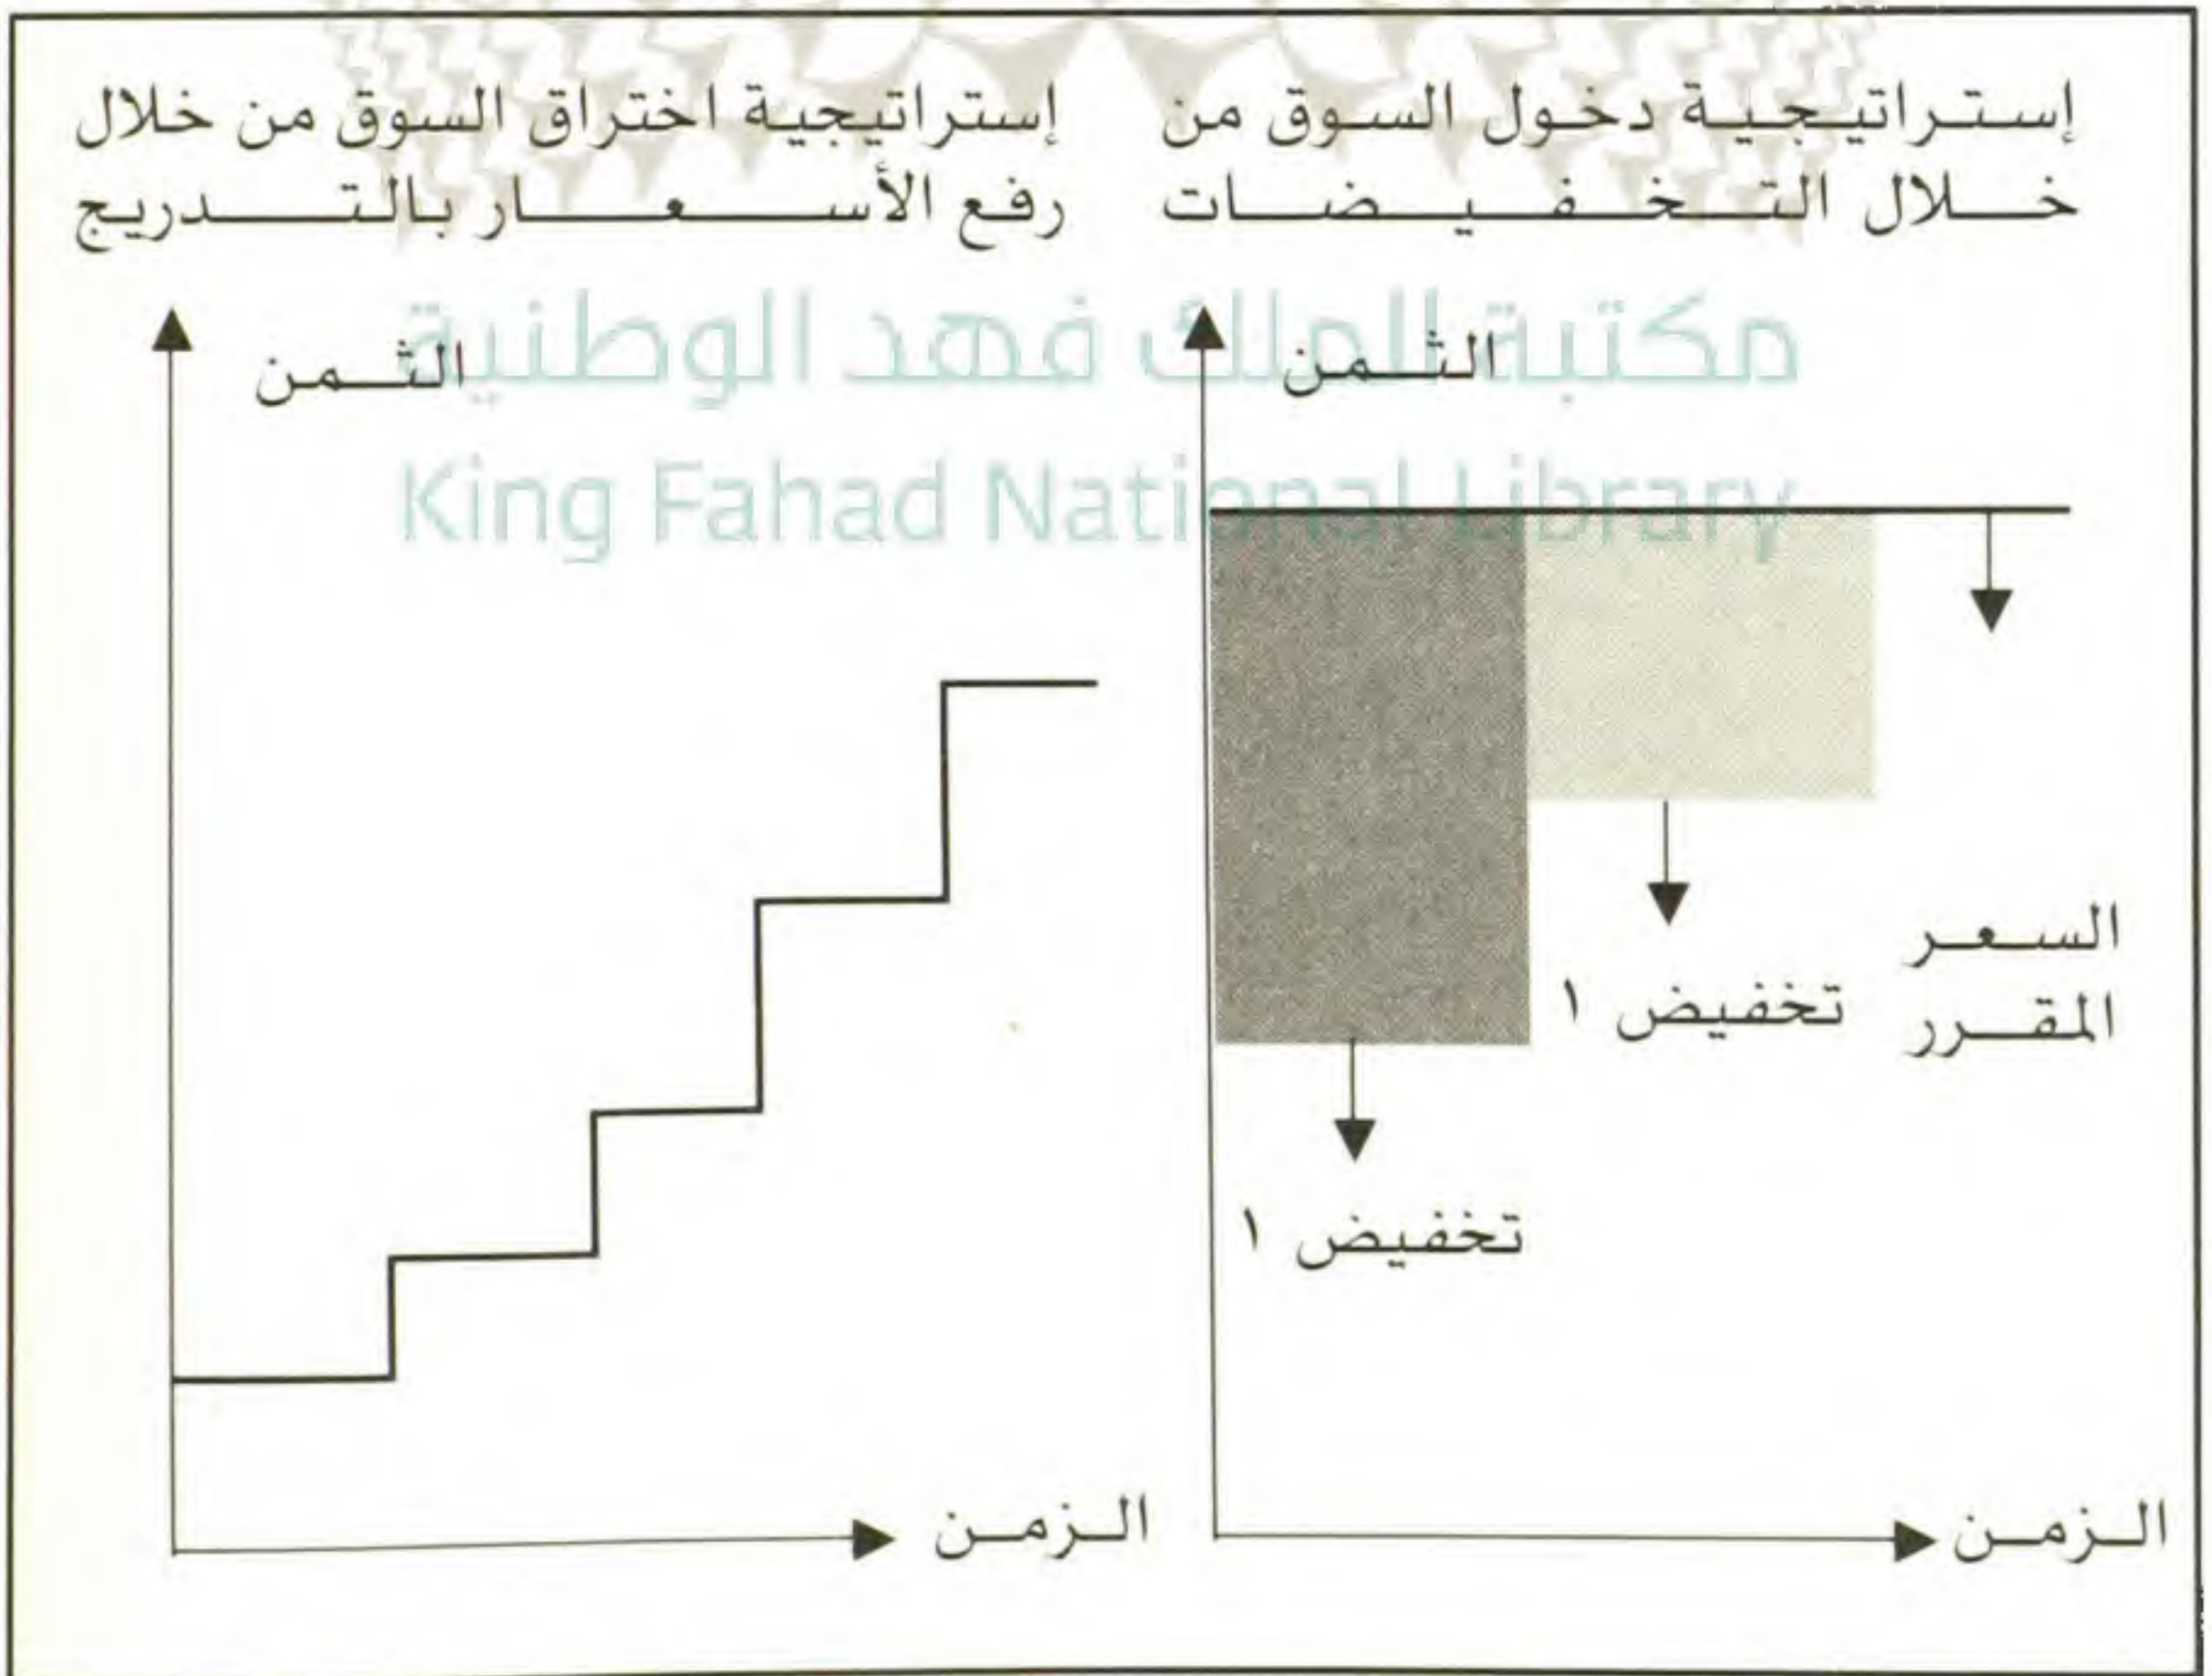 إستراتيجية دخول السوق من
خلال التخفيضات
إستراتيجية اختراق السوق من خلال
رفع الأسعار بالتدريج
مكتبة الملك فهد الوطنية
King Fahad National Library
الثمن
السعر
المقرر
تخفيض ١
تخفيض ١
الزمن
الثمن
الزمن